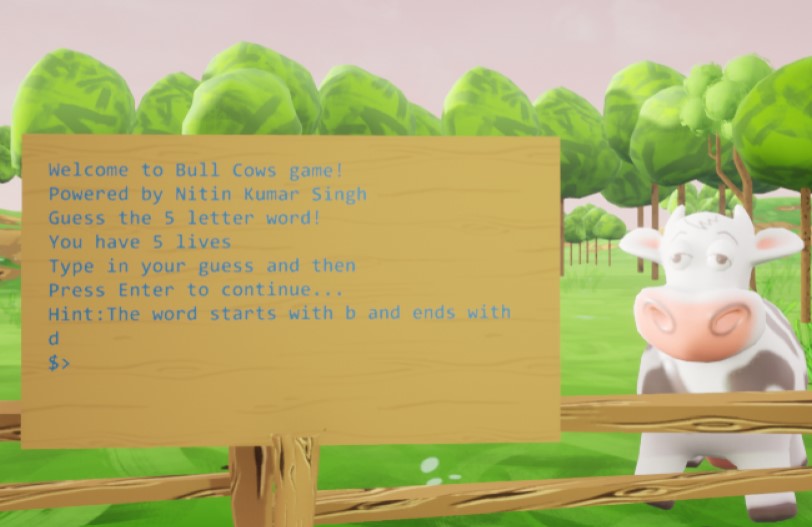 Welcome to Bull Cows game!
Powered by Nitin Kumar Singh
Guess the 5 letter word!
You have 5 lives
Type in your guess and then
Press Enter to continue...
Hint:The word starts with b and ends with
d
$>